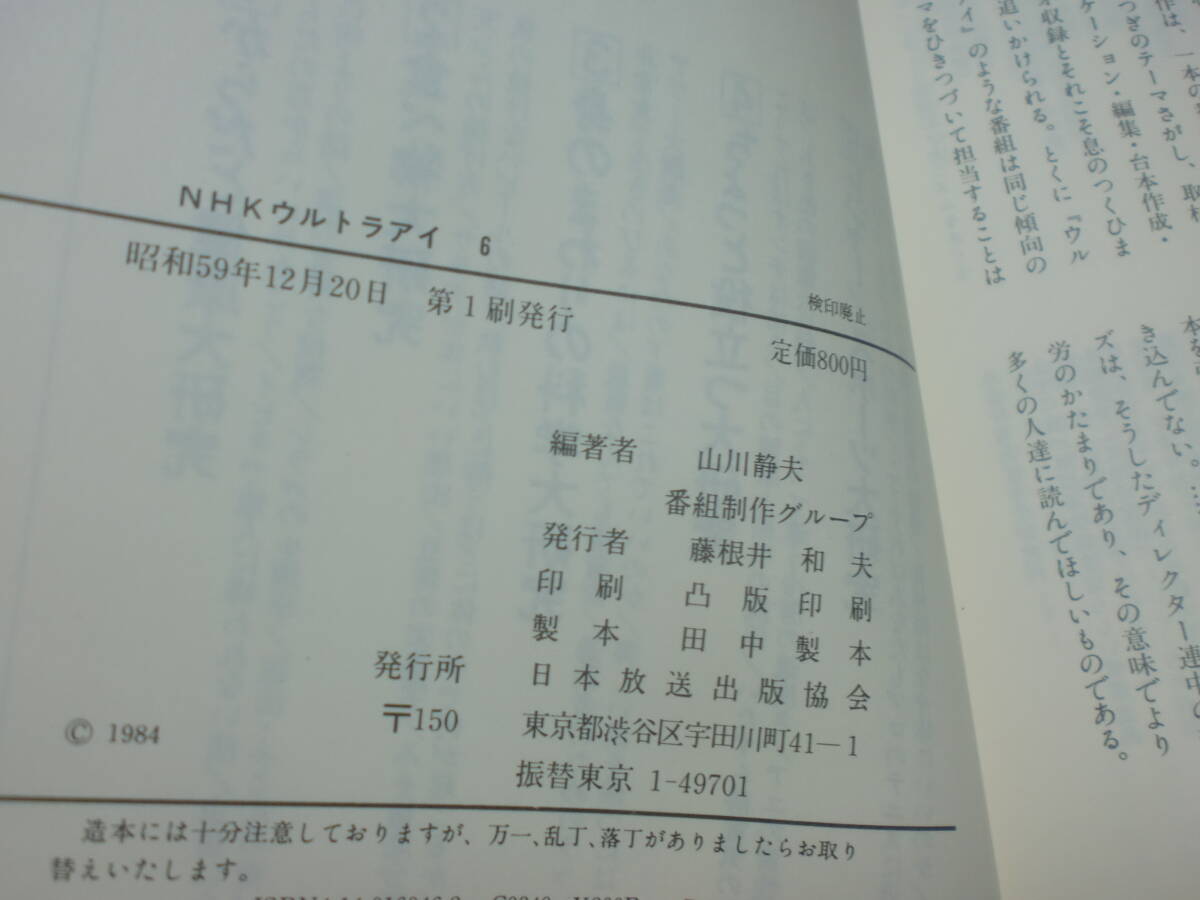 NHKウルトラアイ 6
昭和59年12月20日 第1刷発行
検印廃止
定価800円
編著者 山川静夫
番組制作グループ
発行者 藤根井 和 夫
印 刷 凸 版 印 刷
製 本 田 中 製 本
発行所 日 本 放 送 出 版 協 会
〒150 東京都渋谷区宇田川町41―1
振替東京 1-49701
© 1984
造本には十分注意しておりますが、万一、乱丁、落丁がありましたらお取り
替えいたします。
作は、一本の
つぎのテーマさがし、取材
ケーション・編集・台本作成・
収録とそれこそ息のつくひま
追いかけられる。とくに『ウル
イ』のような番組は同じ傾向の
マをひきつづいて担当することは
き込んでない。
ズは、そうしたディレクター連中の
労のかたまりであり、その意味でより
多くの人達に読んでほしいものである。